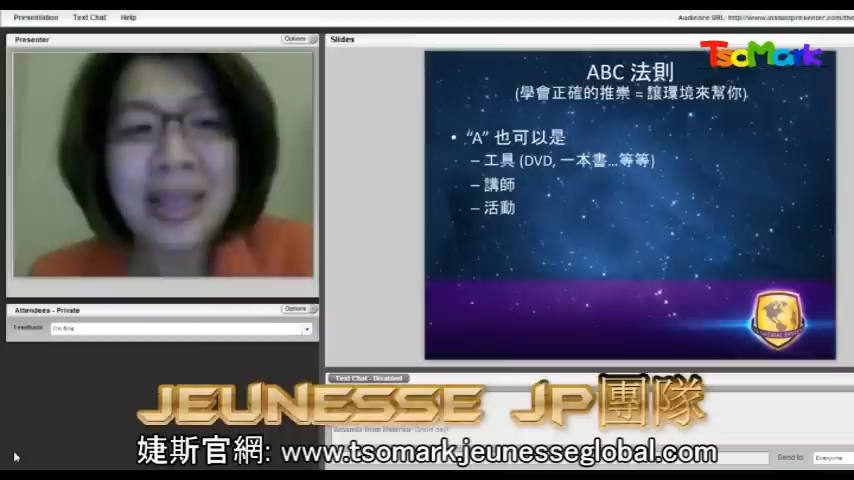 Presentation Text Chat Help
Audience URL: http://www.instantpresenter.com/the
Presenter
Options
Slides
TsoMark
ABC 法則
(學會正確的推崇 = 讓環境來幫你)
• "A" 也可以是
– 工具 (DVD, 一本書...等等)
– 講師
– 活動
Attendees - Private
Options
Feedback
I'm fine
Text Chat - Disabled
JEUNESSE JP團隊
Good day!
婕斯官網: www.tsomark.jeunesseglobal.com
Send to: Everyone